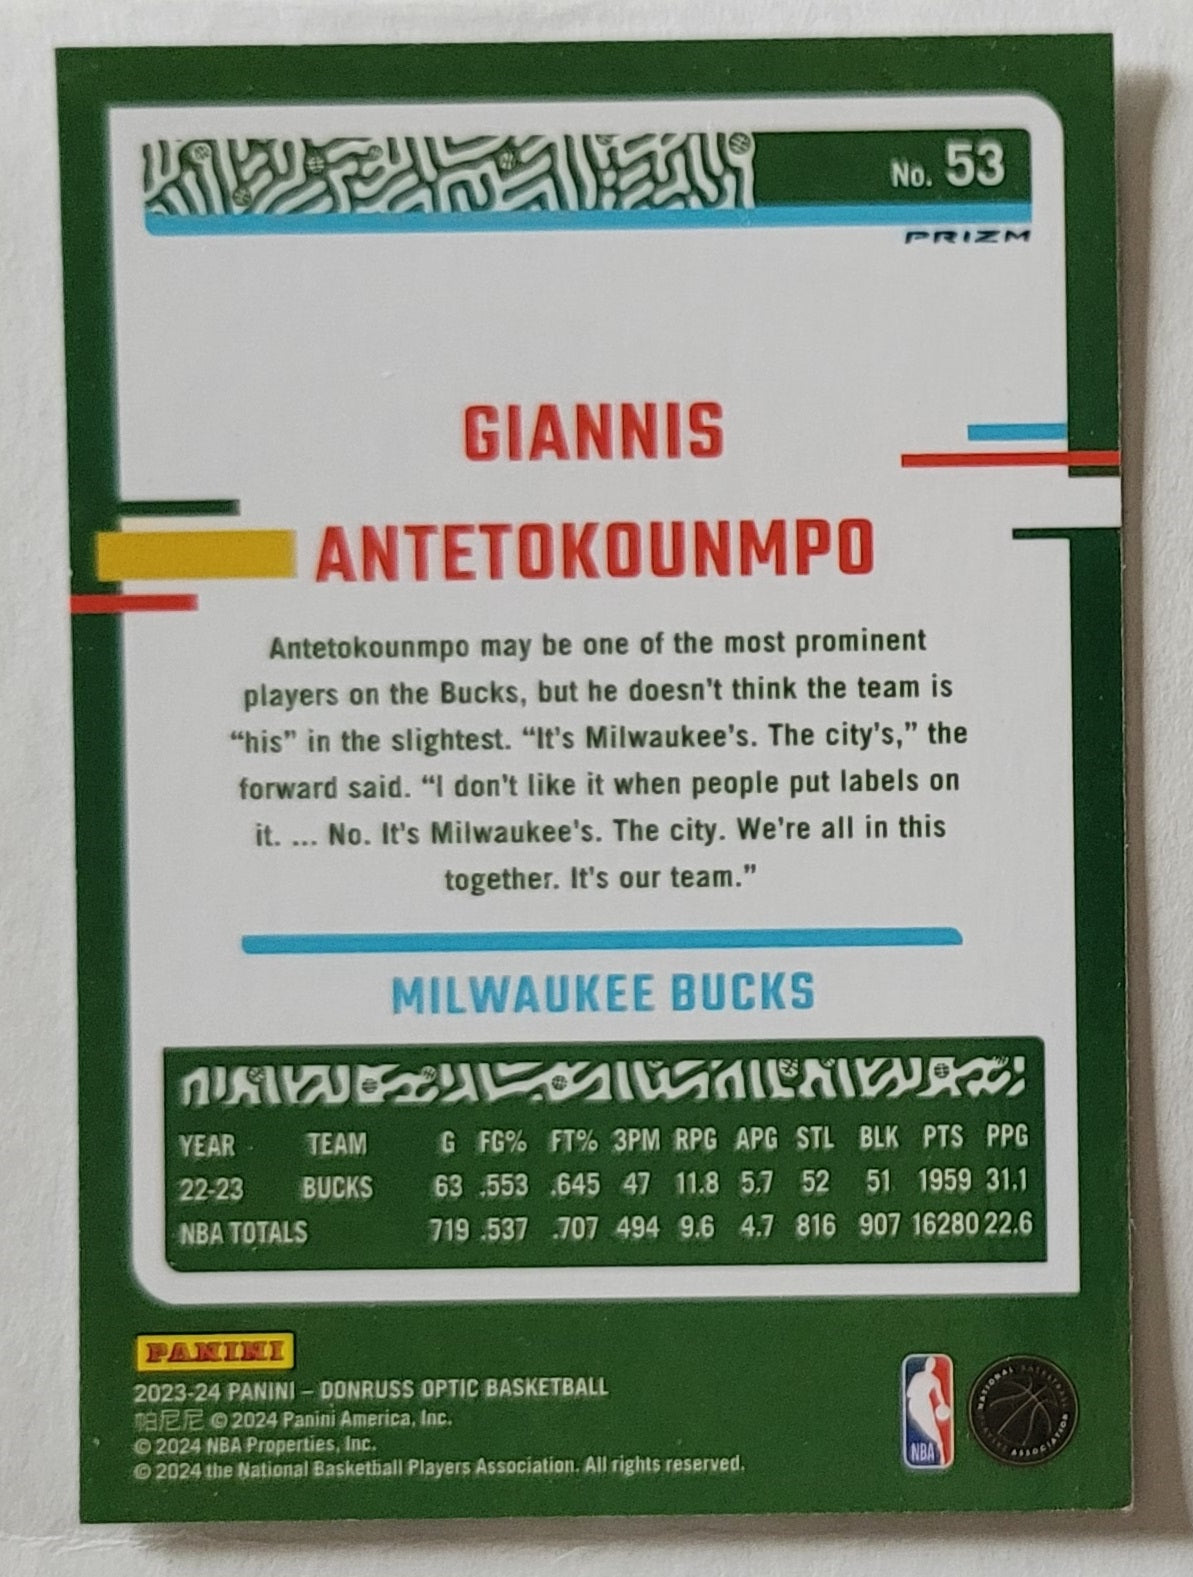 No. 53
PRIZM
GIANNIS
ANTETOKOUNMPO
Antetokounmpo may be one of the most prominent
players on the Bucks, but he doesn't think the team is
“his” in the slightest. “It's Milwaukee's. The city's,” the
forward said. “I don't like it when people put labels on
it. ... No. It's Milwaukee's. The city. We're all in this
together. It's our team.”
MILWAUKEE BUCKS
YEAR TEAM G FG% FT% 3PM RPG APG STL BLK PTS PPG
22-23 BUCKS 63 .553 .645 47 11.8 5.7 52 51 1959 31.1
NBA TOTALS 719 .537 .707 494 9.6 4.7 816 907 16280 22.6
PANINI
2023-24 PANINI – DONRUSS OPTIC BASKETBALL
帕尼尼 © 2024 Panini America, Inc.
© 2024 NBA Properties, Inc.
© 2024 the National Basketball Players Association. All rights reserved.
NBA
NATIONAL BASKETBALL PLAYERS ASSOCIATION